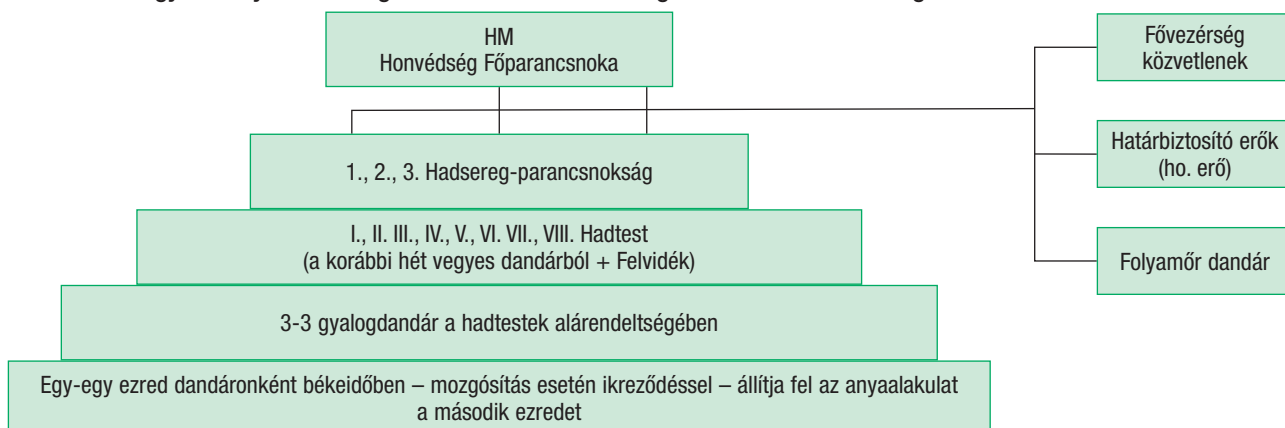 HM
Honvédség Főparancsnoka
Fővezérség
közvetlenek
1., 2., 3. Hadsereg-parancsnokság
Határbiztosító erők
(ho. erő)
I., II. III., IV., V., VI. VII., VIII. Hadtest
(a korábbi hét vegyes dandárból + Felvidék)
Folyamőr dandár
3-3 gyalogdandár a hadtestek alárendeltségében
Egy-egy ezred dandáronként békeidőben – mozgósítás esetén ikreződéssel – állítja fel az anyaalakulat
a második ezredet